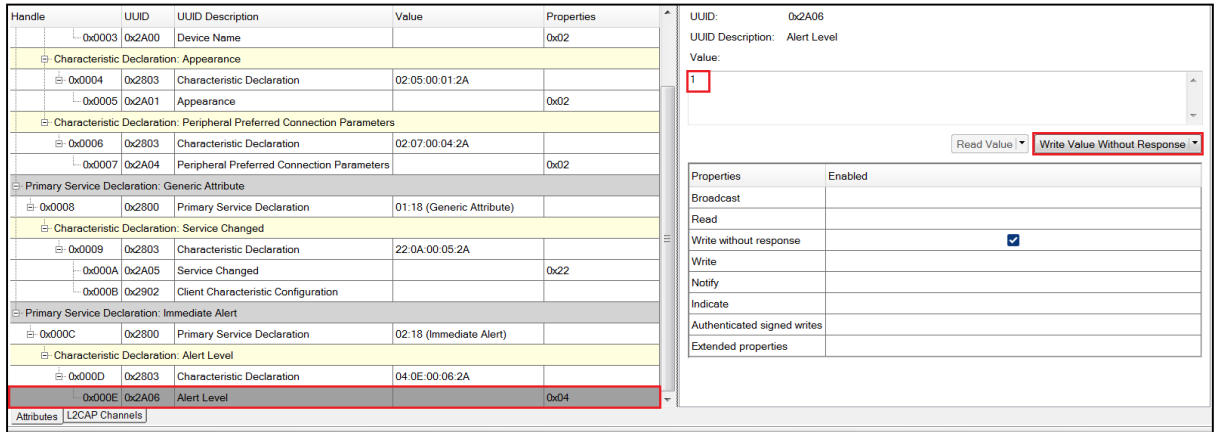 Handle UUID UUID Description Value Properties
0x0003 0x2A00 Device Name 0x02
Characteristic Declaration: Appearance
0x0004 0x2803 Characteristic Declaration 02:05:00:01:2A
0x0005 0x2A01 Appearance 0x02
Characteristic Declaration: Peripheral Preferred Connection Parameters
0x0006 0x2803 Characteristic Declaration 02:07:00:04:2A
0x0007 0x2A04 Peripheral Preferred Connection Parameters 0x02
Primary Service Declaration: Generic Attribute
0x0008 0x2800 Primary Service Declaration 01:18 (Generic Attribute)
Characteristic Declaration: Service Changed
0x0009 0x2803 Characteristic Declaration 22:0A:00:05:2A
0x000A 0x2A05 Service Changed 0x22
0x000B 0x2902 Client Characteristic Configuration
Primary Service Declaration: Immediate Alert
0x000C 0x2800 Primary Service Declaration 02:18 (Immediate Alert)
Characteristic Declaration: Alert Level
0x000D 0x2803 Characteristic Declaration 04:0E:00:06:2A
0x000E 0x2A06 Alert Level 0x04
Attributes L2CAP Channels
UUID: 0x2A06
UUID Description: Alert Level
Value:
1
Read Value Write Value Without Response
Properties Enabled
Broadcast
Read
Write without response
Write
Notify
Indicate
Authenticated signed writes
Extended properties